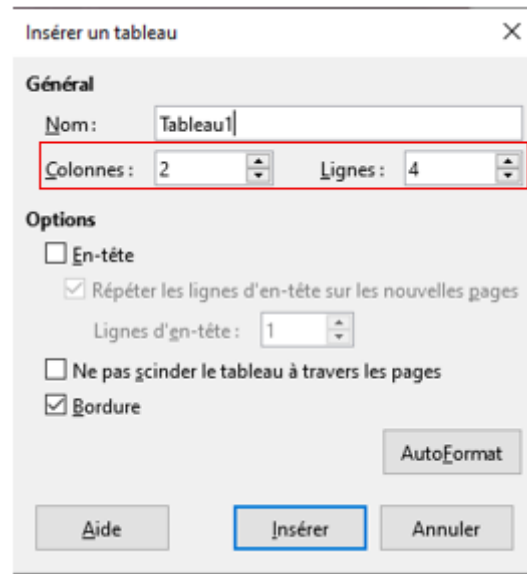 Insérer un tableau
Général
Nom :
Tableau1
Colonnes : 2 Lignes : 4
Options
En-tête
Répéter les lignes d'en-tête sur les nouvelles pages
Lignes d'en-tête : 1
Ne pas scinder le tableau à travers les pages
Bordure
AutoFormat
Aide Insérer Annuler